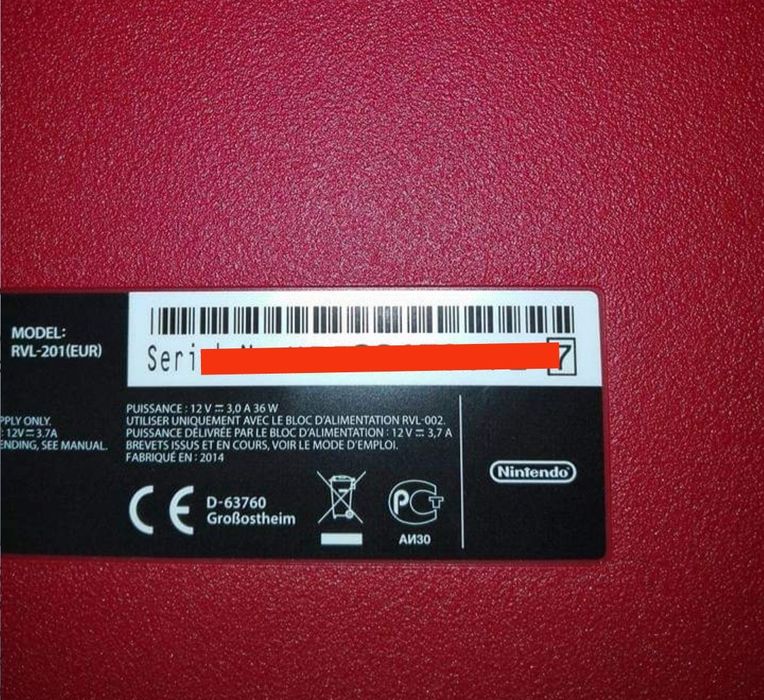 MODEL:
RVL-201(EUR)
Seri
7
PPLY ONLY.
: 12V⎓3.7A
ENDING, SEE MANUAL.
PUISSANCE : 12 V ⎓ 3,0 A 36 W
UTILISER UNIQUEMENT AVEC LE BLOC D'ALIMENTATION RVL-002.
PUISSANCE DÉLIVRÉE PAR LE BLOC D'ALIMENTATION : 12 V ⎓ 3,7 A
BREVETS ISSUS ET EN COURS, VOIR LE MODE D'EMPLOI.
FABRIQUÉ EN : 2014
CE
D-63760
Großostheim
РСТ
АИ30
Nintendo